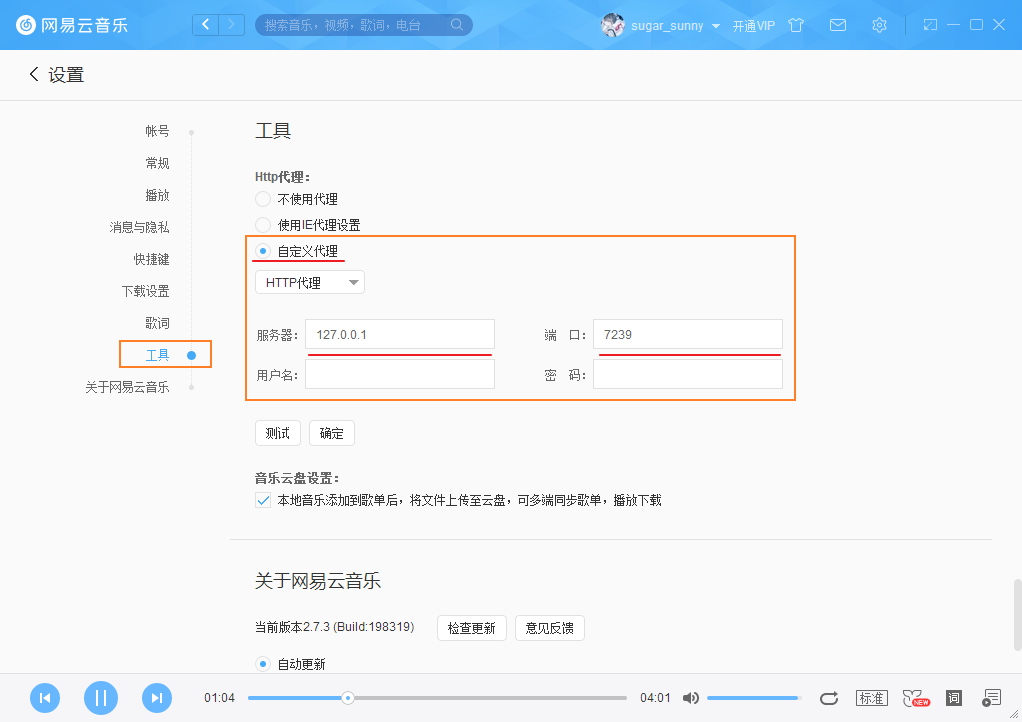 网易云音乐
搜索音乐，视频，歌词，电台
sugar_sunny
开通VIP
设置
帐号
常规
播放
消息与隐私
快捷键
下载设置
歌词
工具
关于网易云音乐
工具
Http代理：
不使用代理
使用IE代理设置
自定义代理
HTTP代理
服务器： 127.0.0.1 端 口： 7239
用户名： 密 码：
测试 确定
音乐云盘设置：
本地音乐添加到歌单后，将文件上传至云盘，可多端同步歌单，播放下载
关于网易云音乐
当前版本2.7.3 (Build:198319) 检查更新 意见反馈
自动更新
01:04 04:01 标准 NEW 词